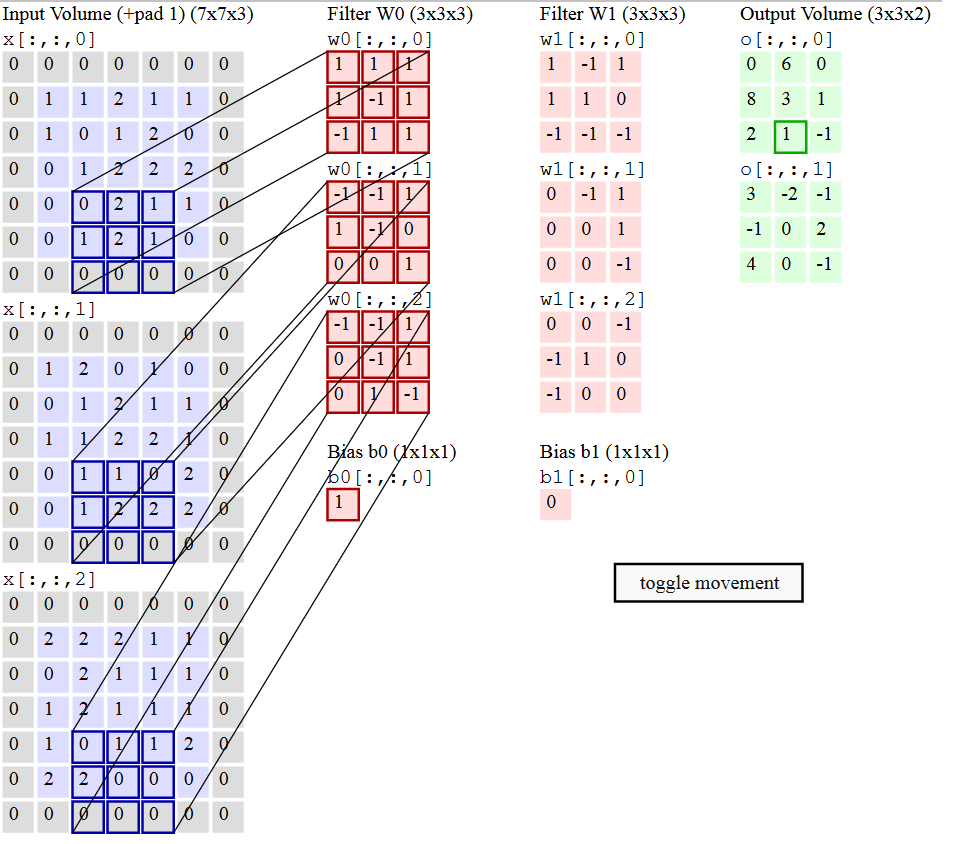 Input Volume (+pad 1) (7x7x3) Filter W0 (3x3x3) Filter W1 (3x3x3) Output Volume (3x3x2)
x[:,:,0] w0[:,:,0] w1[:,:,0] o[:,:,0]
0 0 0 0 0 0 0 1 1 1 1 -1 1 0 6 0
0 1 1 2 1 1 0 1 -1 1 1 1 0 8 3 1
0 1 0 1 2 0 0 -1 1 1 -1 -1 -1 2 1 -1
0 0 1 2 2 2 0 w0[:,:,1] w1[:,:,1] o[:,:,1]
0 0 0 2 1 1 0 -1 -1 1 0 -1 1 3 -2 -1
0 0 1 2 1 0 0 1 -1 0 0 0 1 -1 0 2
0 0 0 0 0 0 0 0 0 1 0 0 -1 4 0 -1
x[:,:,1] w0[:,:,2] w1[:,:,2]
0 0 0 0 0 0 0 -1 -1 1 0 0 -1
0 1 2 0 1 0 0 0 -1 1 -1 1 0
0 0 1 2 1 1 0 0 1 -1 -1 0 0
0 1 1 2 2 1 0 Bias b0 (1x1x1) Bias b1 (1x1x1)
0 0 1 1 0 2 0 b0[:,:,0] b1[:,:,0]
0 0 1 2 2 2 0 1 0
0 0 0 0 0 0 0
x[:,:,2] toggle movement
0 0 0 0 0 0 0
0 2 2 2 1 1 0
0 0 2 1 1 1 0
0 1 2 1 1 1 0
0 1 0 1 1 2 0
0 2 2 0 0 0 0
0 0 0 0 0 0 0